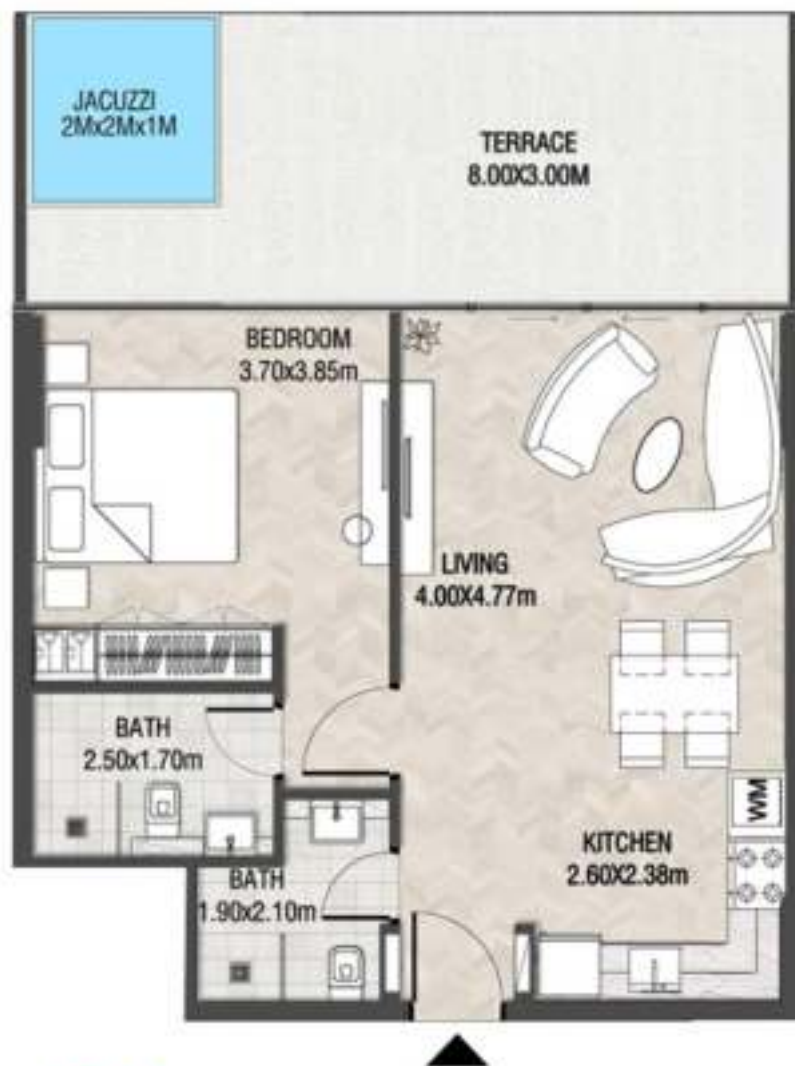 JACUZZI
2Mx2Mx1M
TERRACE
8.00X3.00M
BEDROOM
3.70x3.85m
LIVING
4.00X4.77m
BATH
2.50x1.70m
WM
KITCHEN
2.60X2.38m
BATH
1.90x2.10m